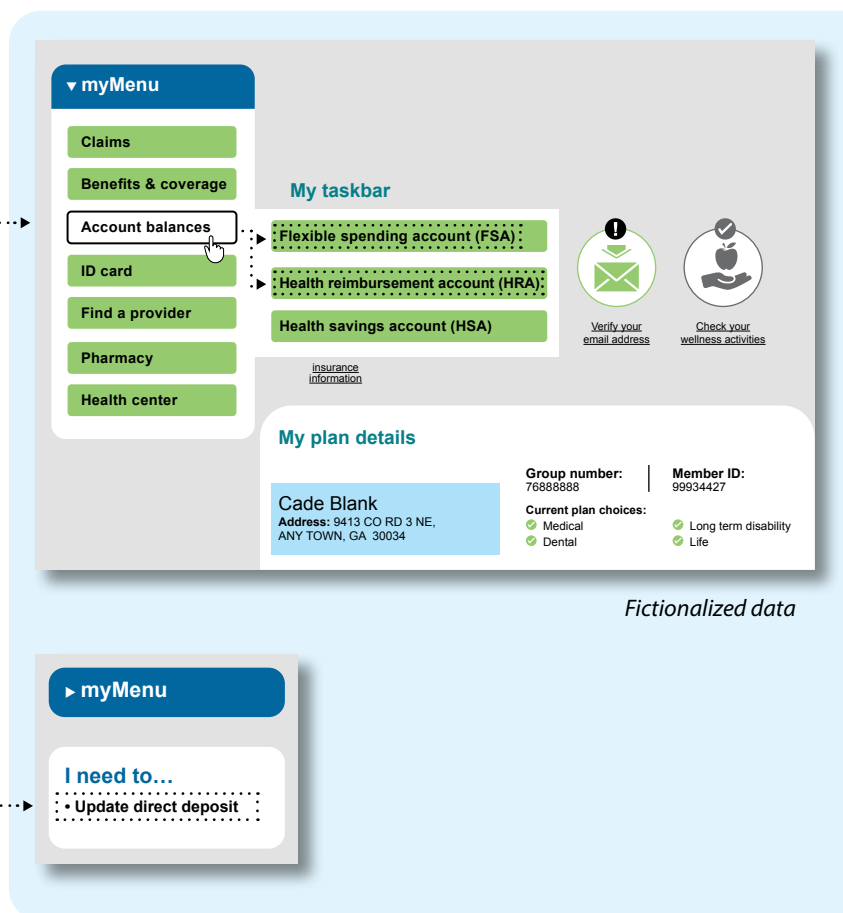 ▾ myMenu
Claims
Benefits & coverage
Account balances
ID card
Find a provider
Pharmacy
Health center
My taskbar
Flexible spending account (FSA)
Health reimbursement account (HRA)
Health savings account (HSA)
insurance
information
!
Verify your
email address
Check your
wellness activities
My plan details
Cade Blank
Address: 9413 CO RD 3 NE,
ANY TOWN, GA 30034
Group number:
76888888
Member ID:
99934427
Current plan choices:
Medical
Dental
Long term disability
Life
Fictionalized data
▸ myMenu
I need to…
• Update direct deposit